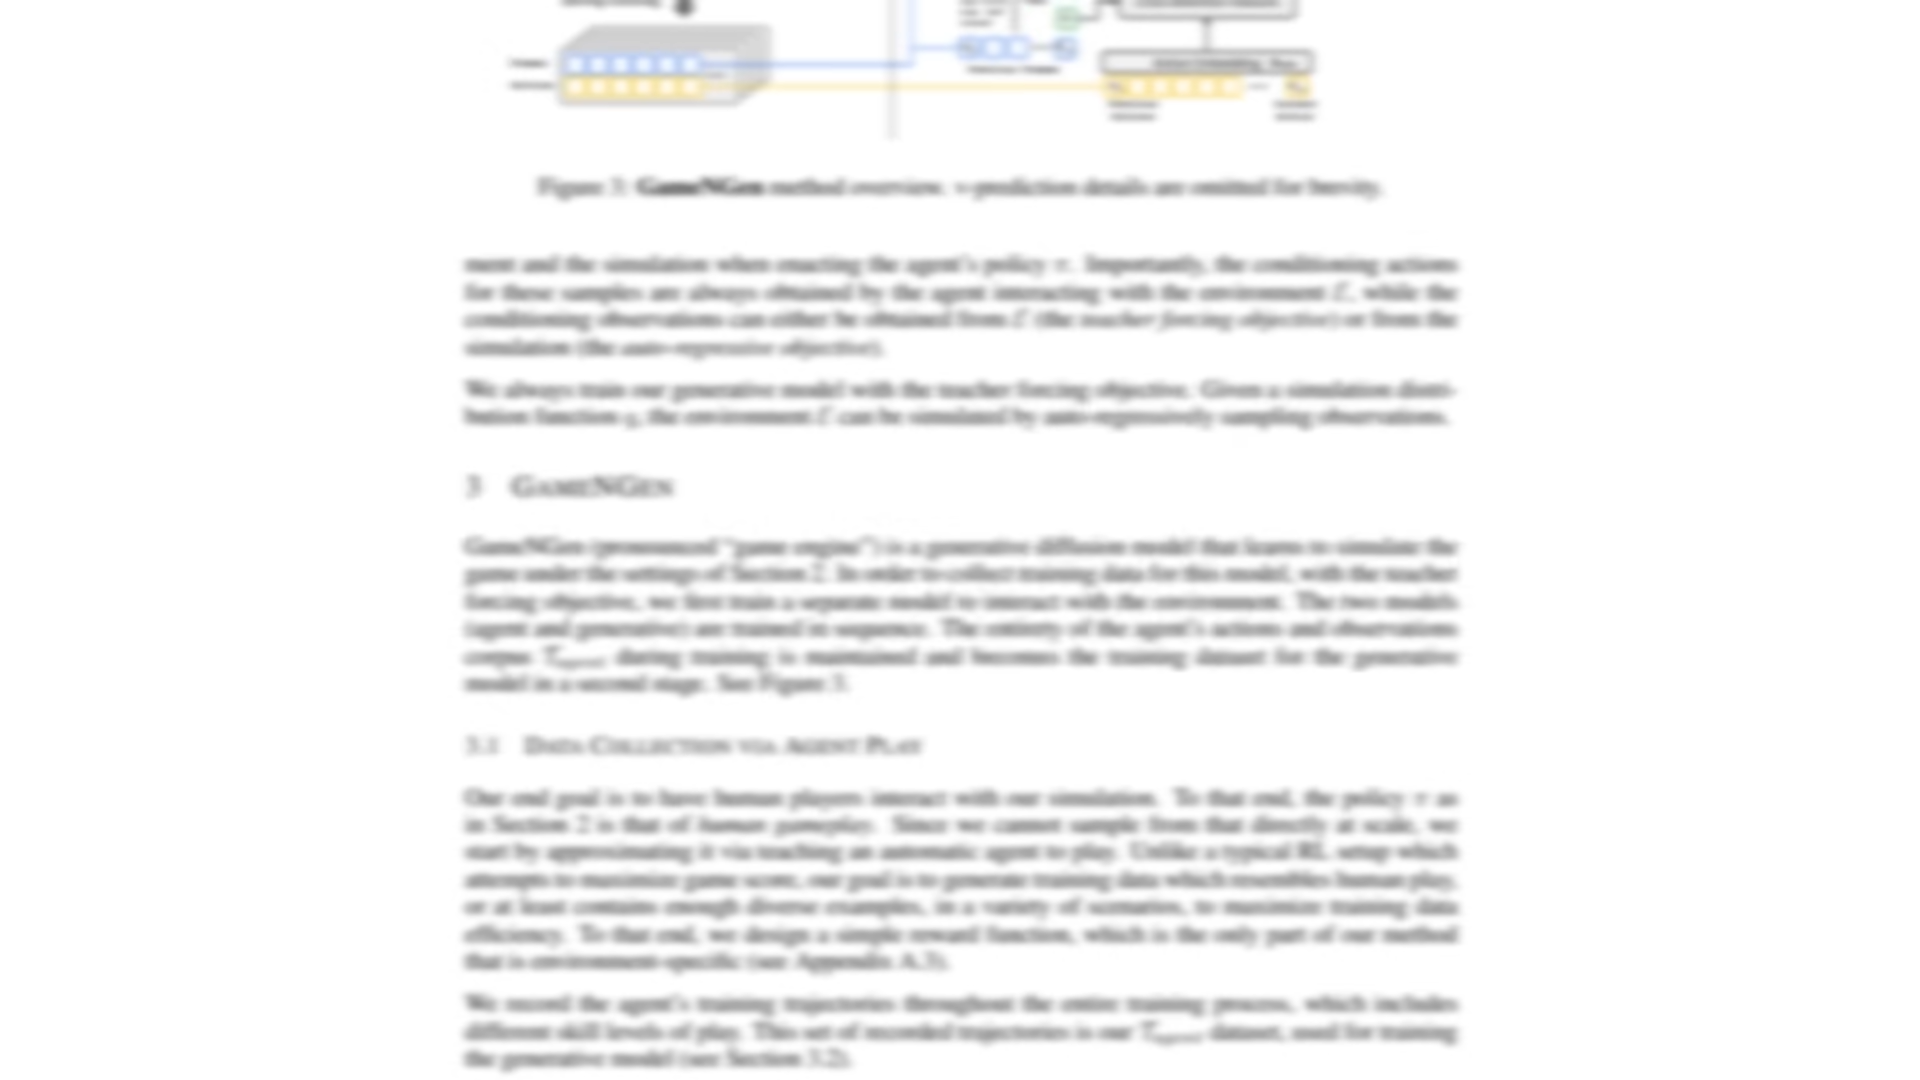 Figure 3: GameNGen method overview. v-prediction details are omitted for brevity.
ment and the simulation when enacting the agent's policy π. Importantly, the conditioning actions
for these samples are always obtained by the agent interacting with the environment ℰ, while the
conditioning observations can either be obtained from ℰ (the teacher forcing objective) or from the
simulation (the auto-regressive objective).
We always train our generative model with the teacher forcing objective. Given a simulation distri-
bution function q, the environment ℰ can be simulated by auto-regressively sampling observations.
3 GAMENGEN
GameNGen (pronounced "game engine") is a generative diffusion model that learns to simulate the
game under the settings of Section 2. In order to collect training data for this model, with the teacher
forcing objective, we first train a separate model to interact with the environment. The two models
(agent and generative) are trained in sequence. The entirety of the agent's actions and observations
corpus 𝒯agent during training is maintained and becomes the training dataset for the generative
model in a second stage. See Figure 3.
3.1 DATA COLLECTION VIA AGENT PLAY
Our end goal is to have human players interact with our simulation. To that end, the policy π as
in Section 2 is that of human gameplay. Since we cannot sample from that directly at scale, we
start by approximating it via teaching an automatic agent to play. Unlike a typical RL setup which
attempts to maximize game score, our goal is to generate training data which resembles human play,
or at least contains enough diverse examples, in a variety of scenarios, to maximize training data
efficiency. To that end, we design a simple reward function, which is the only part of our method
that is environment-specific (see Appendix A.3).
We record the agent's training trajectories throughout the entire training process, which includes
different skill levels of play. This set of recorded trajectories is our 𝒯agent dataset, used for training
the generative model (see Section 3.2).